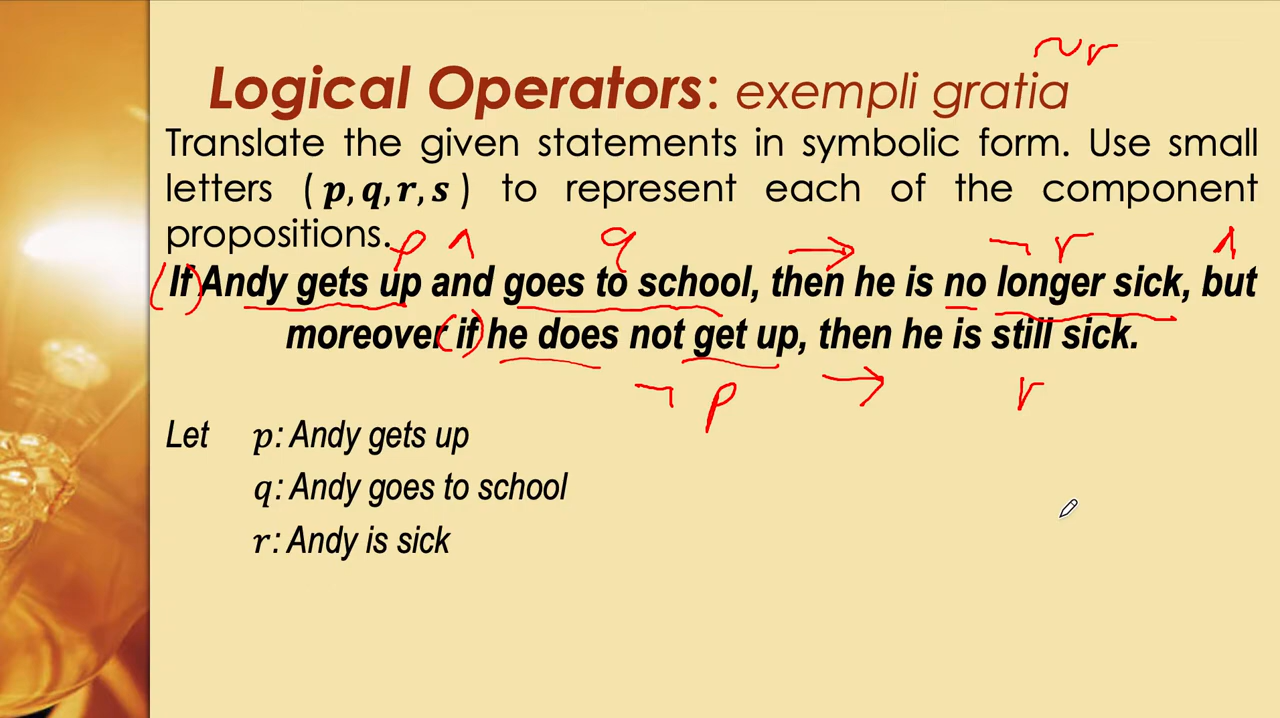 ~r
Logical Operators: exempli gratia
Translate the given statements in symbolic form. Use small
letters (p, q, r, s) to represent each of the component
propositions.
p ∧ q → ¬ r ∧
(If) Andy gets up and goes to school, then he is no longer sick, but
moreover (if) he does not get up, then he is still sick.
¬ p → r
Let p: Andy gets up
q: Andy goes to school
r: Andy is sick